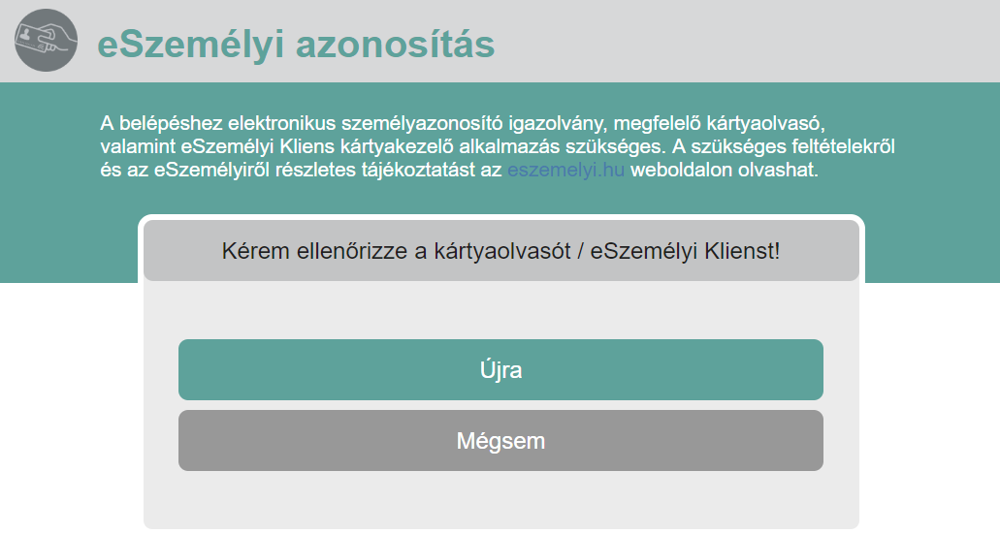 eSzemélyi azonosítás
A belépéshez elektronikus személyazonosító igazolvány, megfelelő kártyaolvasó,
valamint eSzemélyi Kliens kártyakezelő alkalmazás szükséges. A szükséges feltételekről
és az eSzemélyiről részletes tájékoztatást az eszemelyi.hu weboldalon olvashat.
Kérem ellenőrizze a kártyaolvasót / eSzemélyi Klienst!
Újra
Mégsem